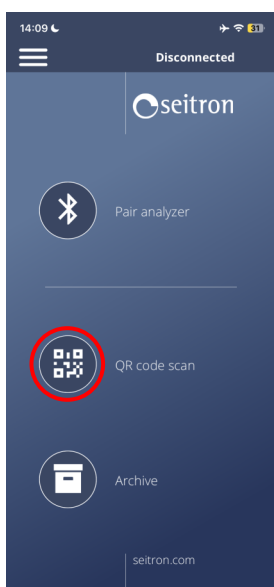 14:09
31
Disconnected
seitron
Pair analyzer
QR code scan
Archive
seitron.com